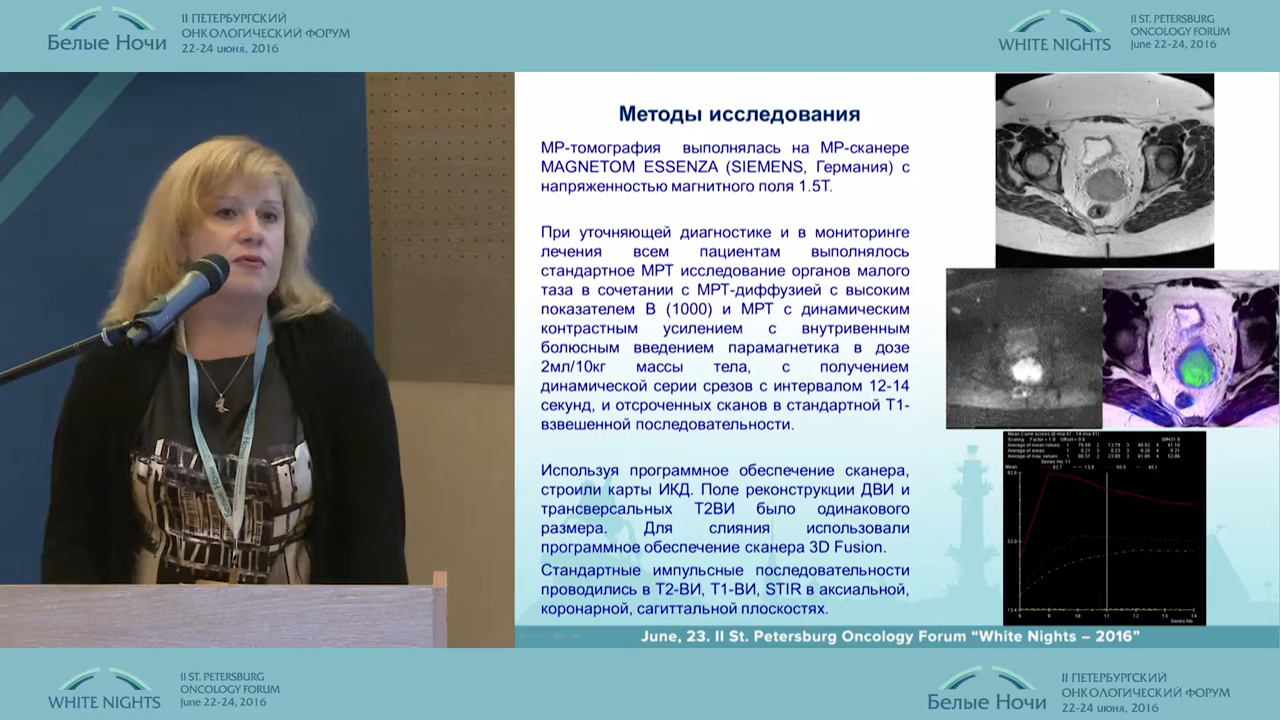 II ПЕТЕРБУРГСКИЙ
ОНКОЛОГИЧЕСКИЙ ФОРУМ
22-24 июня, 2016
Белые Ночи
WHITE NIGHTS
II ST. PETERSBURG
ONCOLOGY FORUM
June 22-24, 2016
Методы исследования
МР-томография выполнялась на МР-сканере
MAGNETOM ESSENZA (SIEMENS, Германия) с
напряженностью магнитного поля 1.5Т.
При уточняющей диагностике и в мониторинге
лечения всем пациентам выполнялось
стандартное МРТ исследование органов малого
таза в сочетании с МРТ-диффузией с высоким
показателем В (1000) и МРТ с динамическим
контрастным усилением с внутривенным
болюсным введением парамагнетика в дозе
2мл/10кг массы тела, с получением
динамической серии срезов с интервалом 12-14
секунд, и отсроченных сканов в стандартной Т1-
взвешенной последовательности.
Используя программное обеспечение сканера,
строили карты ИКД. Поле реконструкции ДВИ и
трансверсальных Т2ВИ было одинакового
размера. Для слияния использовали
программное обеспечение сканера 3D Fusion.
Стандартные импульсные последовательности
проводились в Т2-ВИ, Т1-ВИ, STIR в аксиальной,
коронарной, сагиттальной плоскостях.
June, 23. II St. Petersburg Oncology Forum “White Nights – 2016”
WHITE NIGHTS
II ST. PETERSBURG
ONCOLOGY FORUM
June 22-24, 2016
Белые Ночи
II ПЕТЕРБУРГСКИЙ
ОНКОЛОГИЧЕСКИЙ ФОРУМ
22-24 июня, 2016